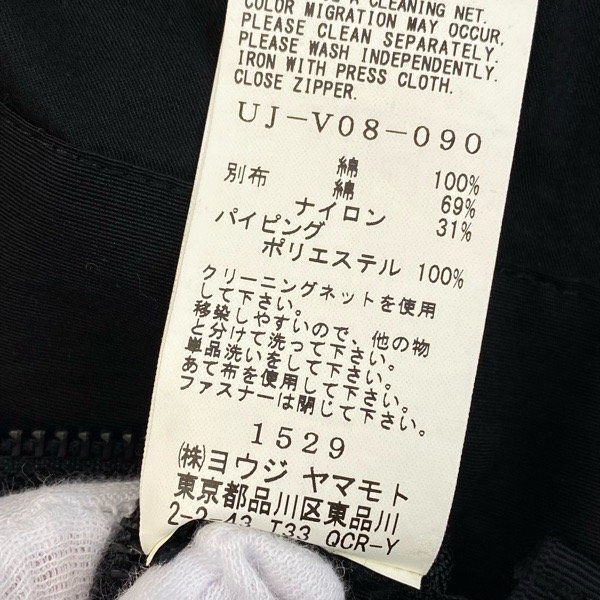 A CLEANING NET.
COLOR MIGRATION MAY OCCUR.
PLEASE CLEAN SEPARATELY.
PLEASE WASH INDEPENDENTLY.
IRON WITH PRESS CLOTH.
CLOSE ZIPPER.
UJ-V08-090
綿 100%
別布 綿 69%
ナイロン 31%
パイピング
ポリエステル 100%
クリーニングネットを使用
して下さい。
移染しやすいので、他の物
と分けて洗って下さい。
単品洗いをして下さい。
あて布を使用して下さい。
ファスナーは閉じて下さい。
1529
(株)ヨウジ ヤマモト
東京都品川区東品川
2-2-43 T33 QCR-Y